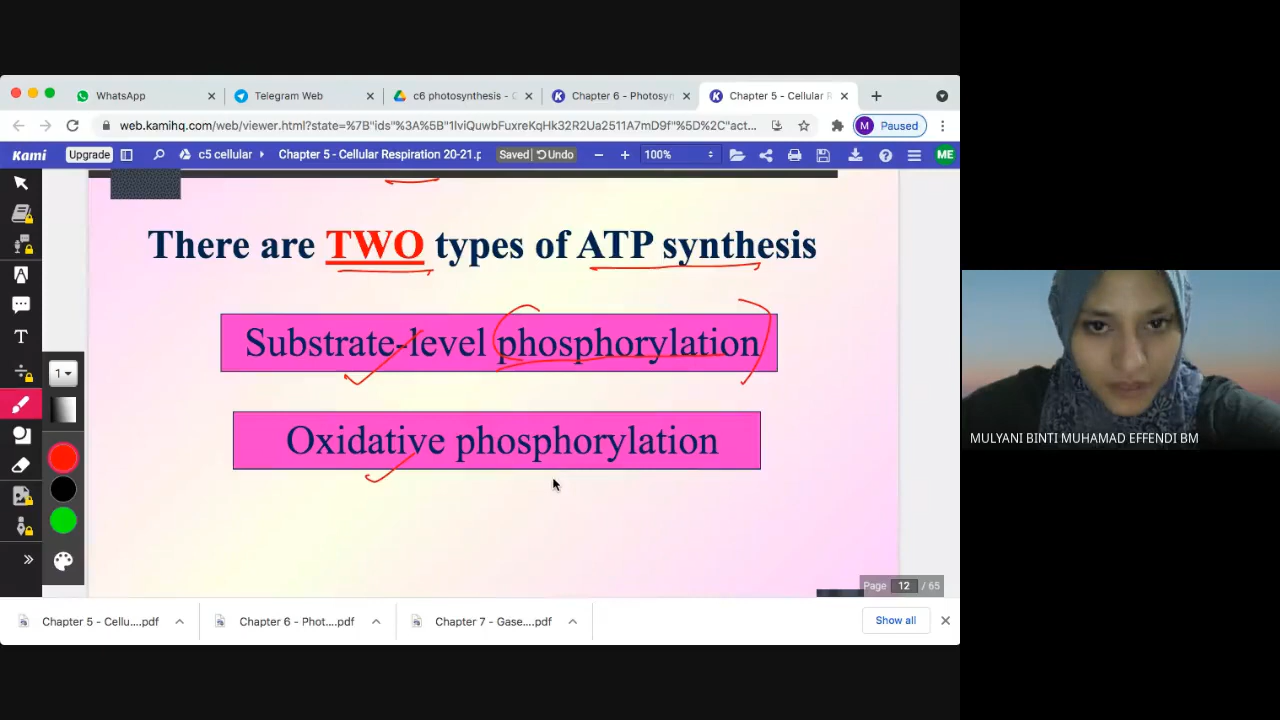 WhatsApp
Telegram Web
c6 photosynthesis - G
Chapter 6 - Photosyn
Chapter 5 - Cellular R
web.kamihq.com/web/viewer.html?state=%7B"ids"%3A%5B"1lviQuwbFuxreKqHk32R2Ua2511A7mD9f"%5D%2C"act...
M Paused
Kami Upgrade c5 cellular Chapter 5 - Cellular Respiration 20-21.p Saved Undo 100% ME
There are TWO types of ATP synthesis
Substrate-level phosphorylation
1
Oxidative phosphorylation
MULYANI BINTI MUHAMAD EFFENDI BM
T
Page 12 / 65
Chapter 5 - Cellu....pdf
Chapter 6 - Phot....pdf
Chapter 7 - Gase....pdf
Show all